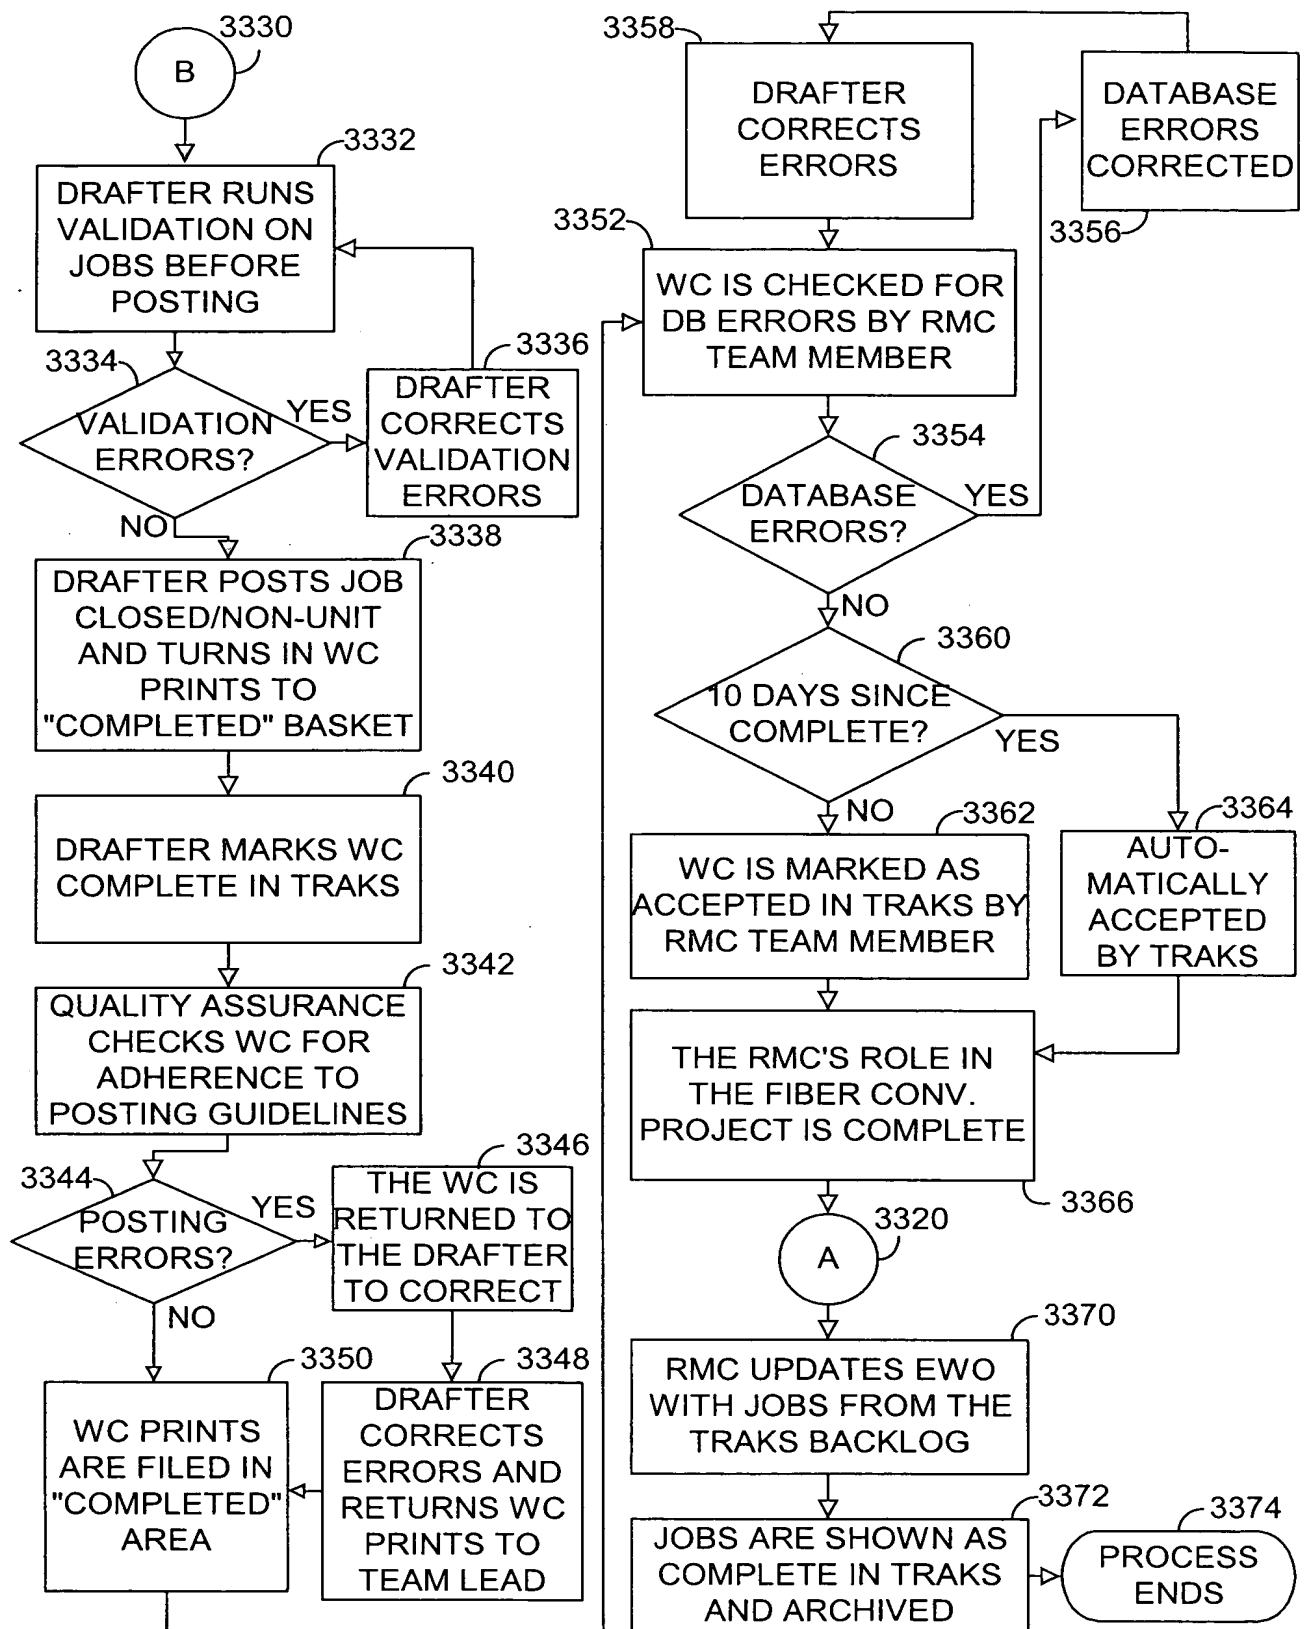 3330
B
3332
DRAFTER RUNS
VALIDATION ON
JOBS BEFORE
POSTING
3334
VALIDATION
ERRORS?
YES
3336
DRAFTER
CORRECTS
VALIDATION
ERRORS
NO
3338
DRAFTER POSTS JOB
CLOSED/NON-UNIT
AND TURNS IN WC
PRINTS TO
"COMPLETED" BASKET
3340
DRAFTER MARKS WC
COMPLETE IN TRAKS
3342
QUALITY ASSURANCE
CHECKS WC FOR
ADHERENCE TO
POSTING GUIDELINES
3344
POSTING
ERRORS?
YES
3346
THE WC IS
RETURNED TO
THE DRAFTER
TO CORRECT
NO
3350
WC PRINTS
ARE FILED IN
"COMPLETED"
AREA
3348
DRAFTER
CORRECTS
ERRORS AND
RETURNS WC
PRINTS TO
TEAM LEAD
3358
DRAFTER
CORRECTS
ERRORS
DATABASE
ERRORS
CORRECTED
3356
3352
WC IS CHECKED FOR
DB ERRORS BY RMC
TEAM MEMBER
3354
DATABASE
ERRORS?
YES
NO
3360
10 DAYS SINCE
COMPLETE?
YES
NO
3362
WC IS MARKED AS
ACCEPTED IN TRAKS BY
RMC TEAM MEMBER
3364
AUTO-
MATICALLY
ACCEPTED
BY TRAKS
THE RMC'S ROLE IN
THE FIBER CONV.
PROJECT IS COMPLETE
3366
3320
A
3370
RMC UPDATES EWO
WITH JOBS FROM THE
TRAKS BACKLOG
3372
JOBS ARE SHOWN AS
COMPLETE IN TRAKS
AND ARCHIVED
3374
PROCESS
ENDS